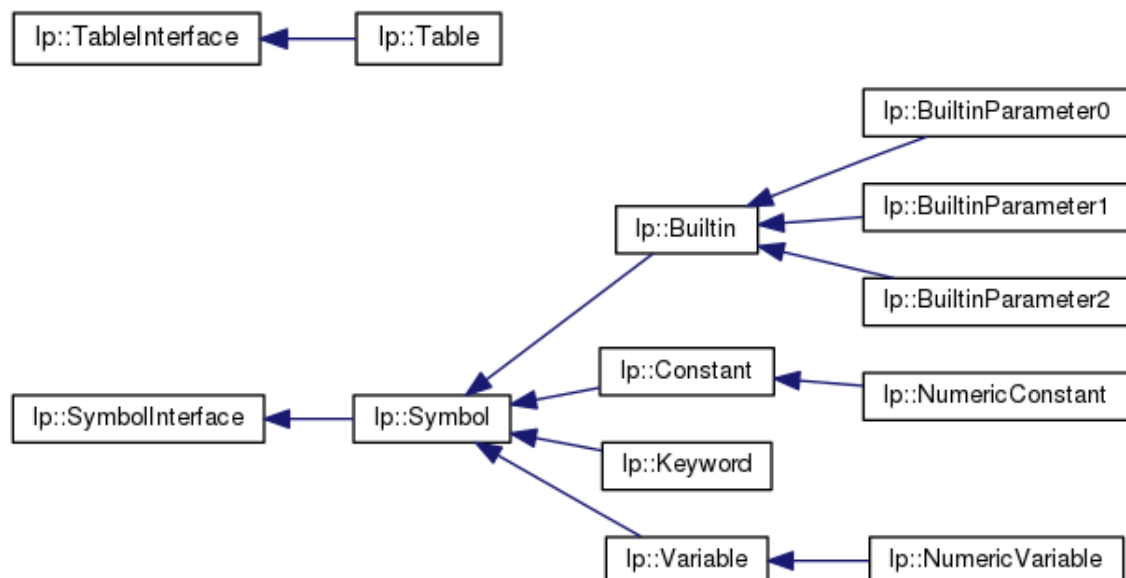 lp::TableInterface
lp::Table
lp::BuiltinParameter0
lp::BuiltinParameter1
lp::Builtin
lp::BuiltinParameter2
lp::Constant
lp::NumericConstant
lp::SymbolInterface
lp::Symbol
lp::Keyword
lp::Variable
lp::NumericVariable